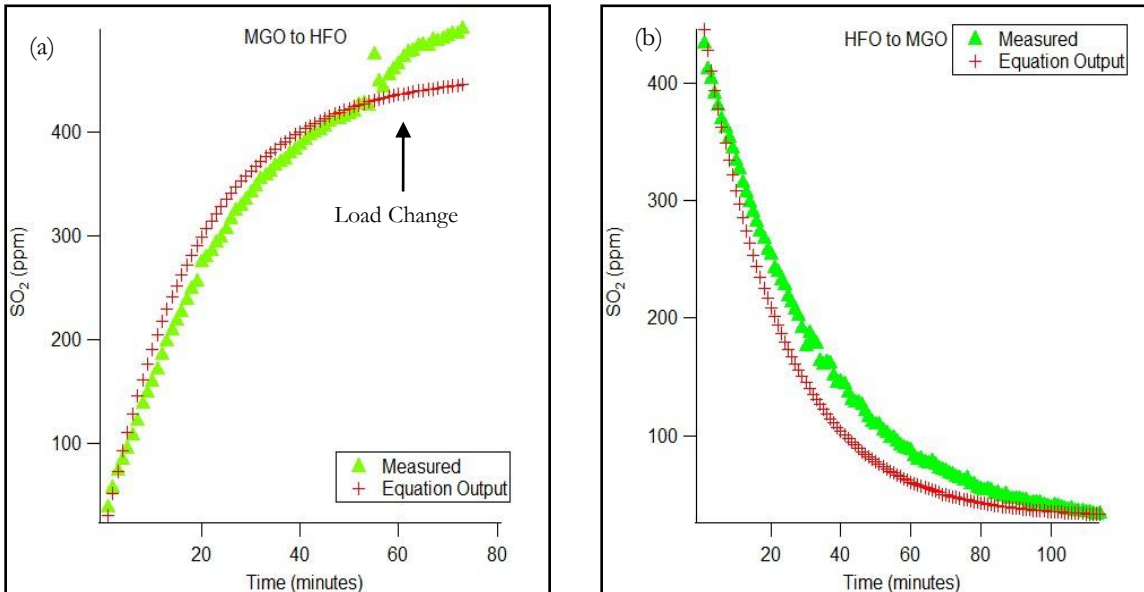 (a)
MGO to HFO
400
300
200
100
SO2 (ppm)
Load Change
Measured
Equation Output
20
40
60
80
Time (minutes)
(b)
HFO to MGO
Measured
Equation Output
400
300
200
100
SO2 (ppm)
20
40
60
80
100
Time (minutes)